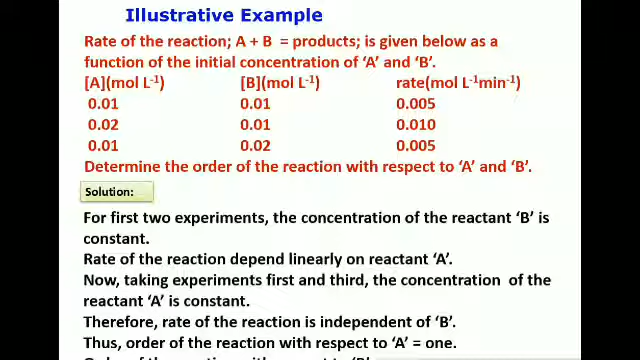 Illustrative Example
Rate of the reaction; A + B = products; is given below as a
function of the initial concentration of ‘A’ and ‘B’.
[A](mol L⁻¹) [B](mol L⁻¹) rate(mol L⁻¹min⁻¹)
0.01 0.01 0.005
0.02 0.01 0.010
0.01 0.02 0.005
Determine the order of the reaction with respect to ‘A’ and ‘B’.
Solution:
For first two experiments, the concentration of the reactant ‘B’ is
constant.
Rate of the reaction depend linearly on reactant ‘A’.
Now, taking experiments first and third, the concentration of the
reactant ‘A’ is constant.
Therefore, rate of the reaction is independent of ‘B’.
Thus, order of the reaction with respect to ‘A’ = one.